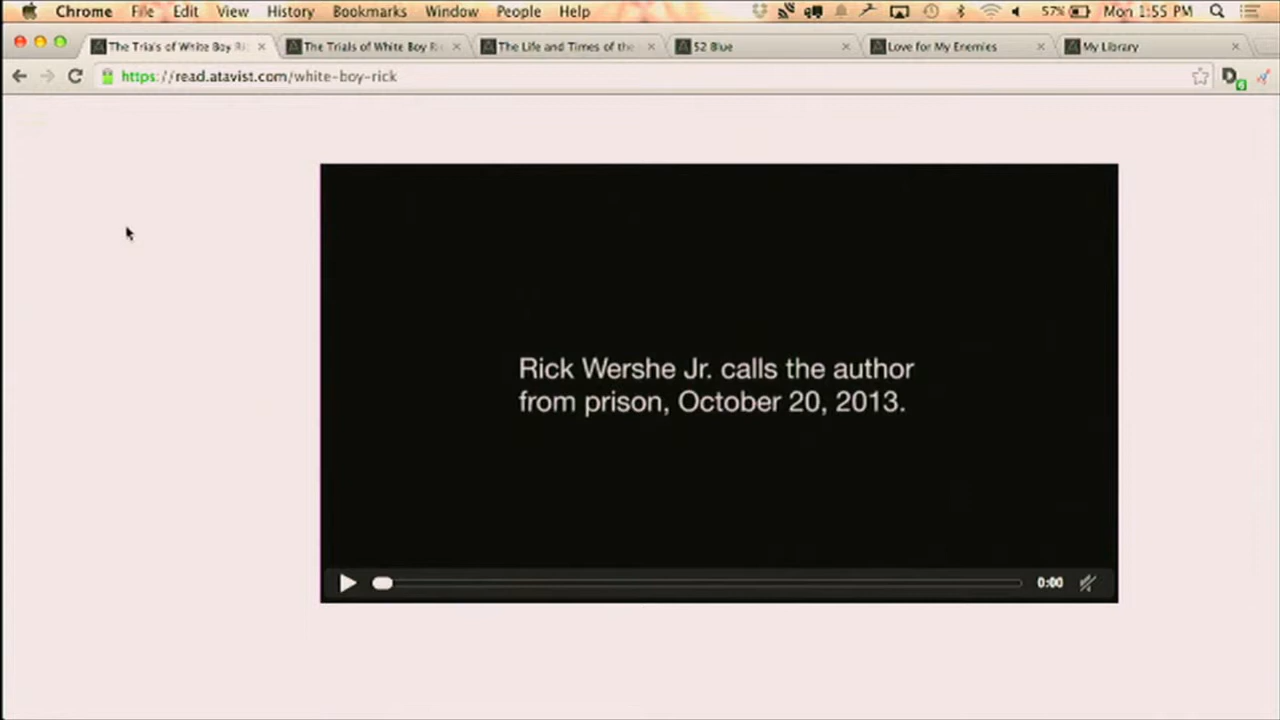 Chrome File Edit View History Bookmarks Window People Help 57% Mon 1:55 PM
The Trials of White Boy Ri The Trials of White Boy Ri The Life and Times of the 52 Blue Love for My Enemies My Library
https://read.atavist.com/white-boy-rick
Rick Wershe Jr. calls the author
from prison, October 20, 2013.
0:00